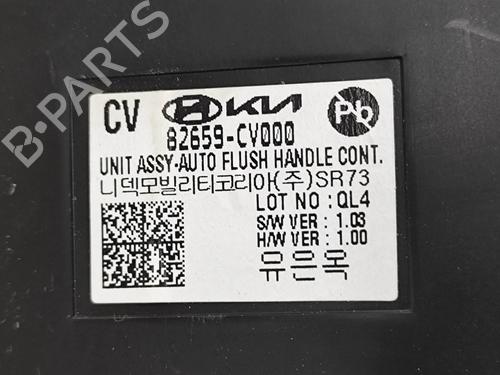 B-PARTS
CV KIA Pb
82659-CV000
UNIT ASSY-AUTO FLUSH HANDLE CONT.
니덱모빌리티코리아(주)SR73
LOT NO : QL4
S/W VER : 1.03
H/W VER : 1.00
유은옥